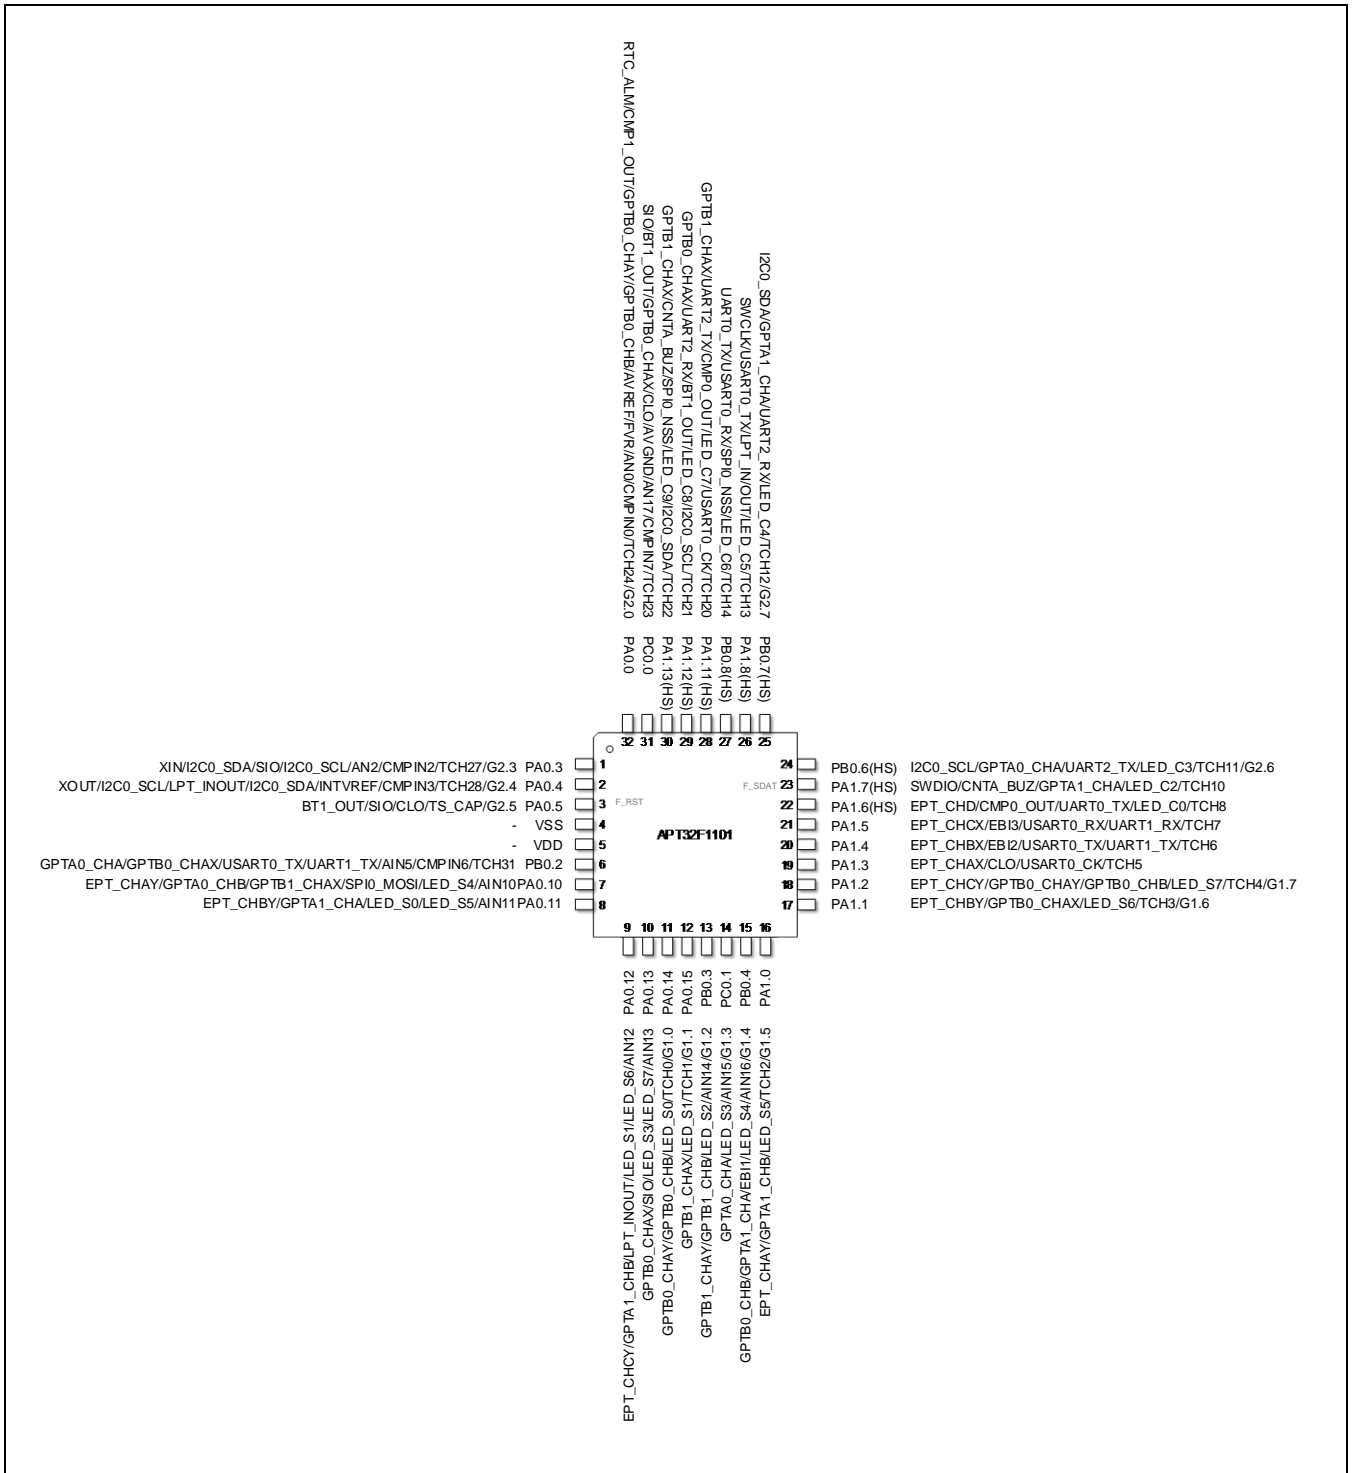 RTC_ALM/CMP1_OUT/GPTB0_CHAY/GPTB0_CHB/AVREF/FVR/AN0/CMPIN0/TCH24/G2.0 PA0.0
SIO/BT1_OUT/GPTB0_CHAX/CLO/AVGND/AN17/CMPIN7/TCH23 PC0.0
GPTB1_CHAX/CNTA_BUZ/SPI0_NSS/LED_C9/I2C0_SDA/TCH22 PA1.13(HS)
GPTB0_CHAX/UART2_RX/BT1_OUT/LED_C8/I2C0_SCL/TCH21 PA1.12(HS)
GPTB1_CHAX/UART2_TX/CMP0_OUT/LED_C7/USART0_CK/TCH20 PA1.11(HS)
UART0_TX/USART0_RX/SPI0_NSS/LED_C6/TCH14 PB0.8(HS)
SWCLK/USART0_TX/LPT_IN/OUT/LED_C5/TCH13 PA1.8(HS)
I2C0_SDA/GPTA1_CHA/UART2_RX/LED_C4/TCH12/G2.7 PB0.7(HS)
32 31 30 29 28 27 26 25
XIN/I2C0_SDA/SIO/I2C0_SCL/AN2/CMPIN2/TCH27/G2.3 PA0.3 1
XOUT/I2C0_SCL/LPT_INOUT/I2C0_SDA/INTVREF/CMPIN3/TCH28/G2.4 PA0.4 2
BT1_OUT/SIO/CLO/TS_CAP/G2.5 PA0.5 3 F_RST
- VSS 4
- VDD 5
GPTA0_CHA/GPTB0_CHAX/USART0_TX/UART1_TX/AIN5/CMPIN6/TCH31 PB0.2 6
EPT_CHAY/GPTA0_CHB/GPTB1_CHAX/SPI0_MOSI/LED_S4/AIN10 PA0.10 7
EPT_CHBY/GPTA1_CHA/LED_S0/LED_S5/AIN11 PA0.11 8
APT32F1101
24 PB0.6(HS) I2C0_SCL/GPTA0_CHA/UART2_TX/LED_C3/TCH11/G2.6
F_SDAT 23 PA1.7(HS) SWDIO/CNTA_BUZ/GPTA1_CHA/LED_C2/TCH10
22 PA1.6(HS) EPT_CHD/CMP0_OUT/UART0_TX/LED_C0/TCH8
21 PA1.5 EPT_CHCX/EBI3/USART0_RX/UART1_RX/TCH7
20 PA1.4 EPT_CHBX/EBI2/USART0_TX/UART1_TX/TCH6
19 PA1.3 EPT_CHAX/CLO/USART0_CK/TCH5
18 PA1.2 EPT_CHCY/GPTB0_CHAY/GPTB0_CHB/LED_S7/TCH4/G1.7
17 PA1.1 EPT_CHBY/GPTB0_CHAX/LED_S6/TCH3/G1.6
9 10 11 12 13 14 15 16
EPT_CHCY/GPTA1_CHB/LPT_INOUT/LED_S1/LED_S6/AIN12 PA0.12
GPTB0_CHAX/SIO/LED_S3/LED_S7/AIN13 PA0.13
GPTB0_CHAY/GPTB0_CHB/LED_S0/TCH0/G1.0 PA0.14
GPTB1_CHAX/LED_S1/TCH1/G1.1 PA0.15
GPTB1_CHAY/GPTB1_CHB/LED_S2/AIN14/G1.2 PB0.3
GPTA0_CHA/LED_S3/AIN15/G1.3 PC0.1
GPTB0_CHB/GPTA1_CHA/EBI1/LED_S4/AIN16/G1.4 PB0.4
EPT_CHAY/GPTA1_CHB/LED_S5/TCH2/G1.5 PA1.0